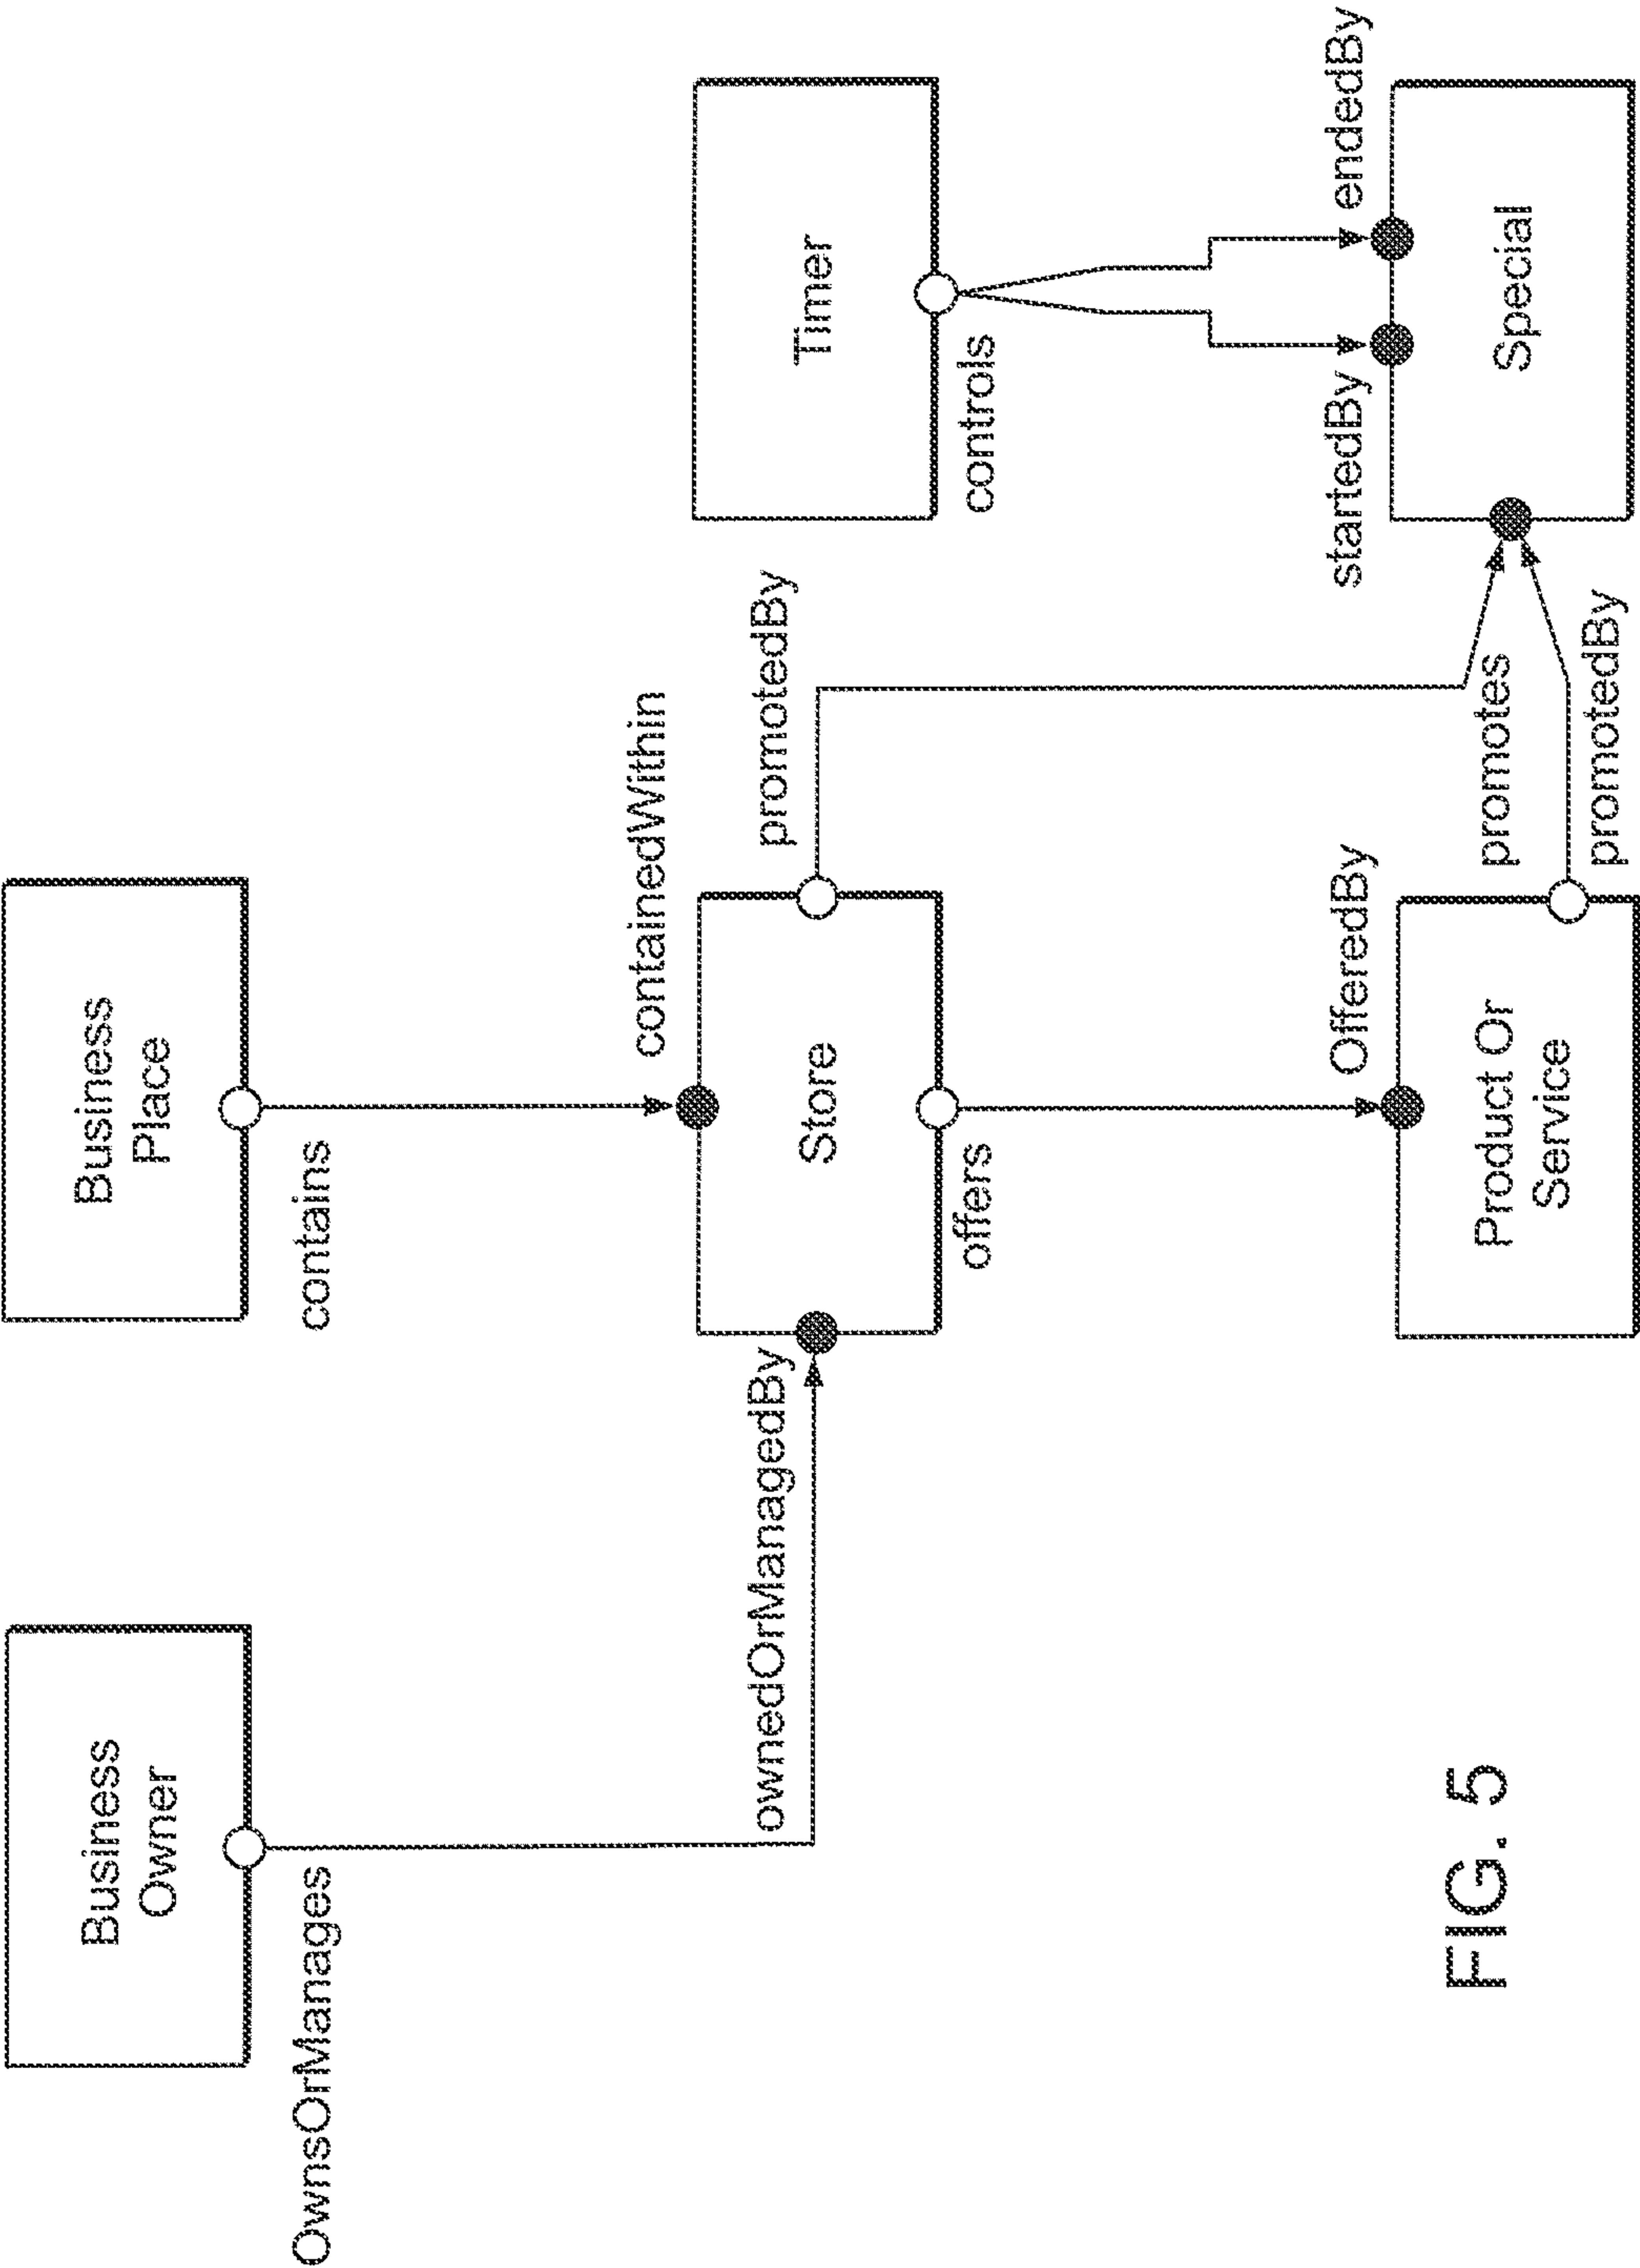 Business
Owner
OwnsOrManages
Business
Place
contains
containedWithin
ownedOrManagedBy
Store
promotedBy
offers
Timer
controls
OfferedBy
startedBy
endedBy
Product Or
Service
promotes
promotedBy
Special
FIG. 5